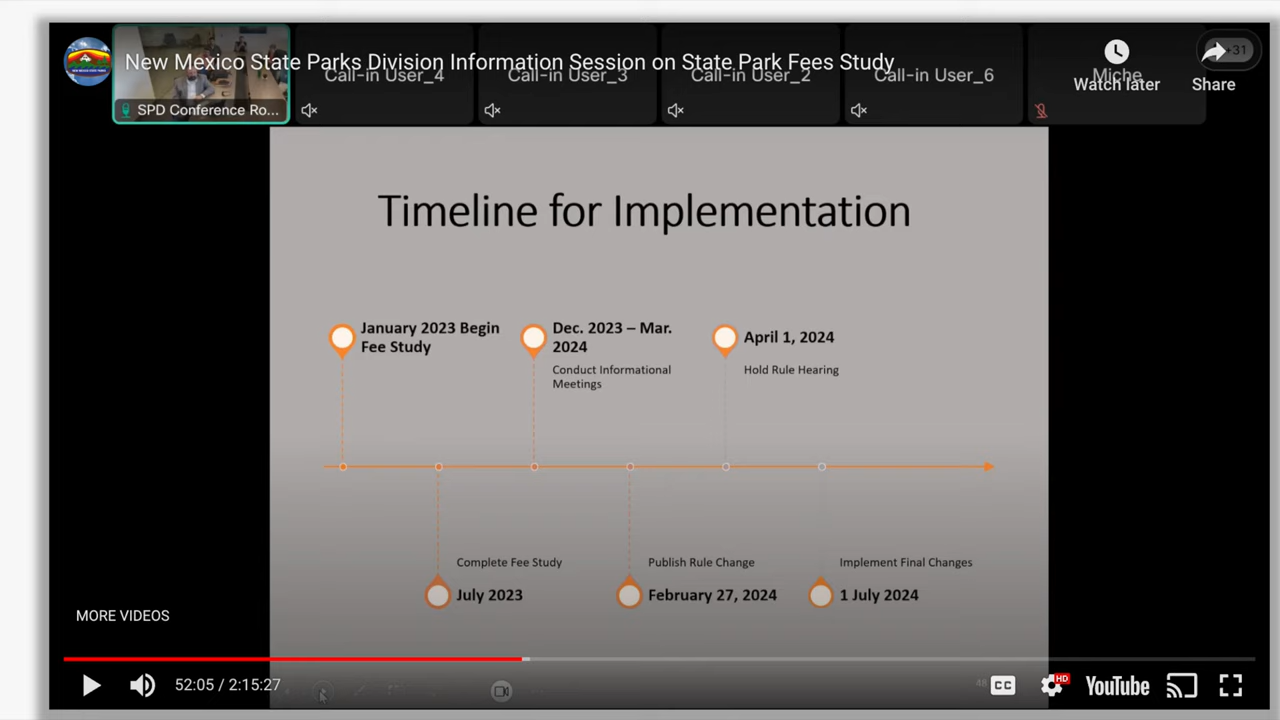 New Mexico State Parks Division Information Session on State Park Fees Study
SPD Conference Ro...
Call-in User_4
Call-in User_3
Call-in User_2
Call-in User_6
Miche
+31
Watch later
Share
Timeline for Implementation
January 2023 Begin
Fee Study
Dec. 2023 – Mar.
2024
Conduct Informational
Meetings
April 1, 2024
Hold Rule Hearing
Complete Fee Study
July 2023
Publish Rule Change
February 27, 2024
Implement Final Changes
1 July 2024
MORE VIDEOS
52:05 / 2:15:27
CC
HD
YouTube